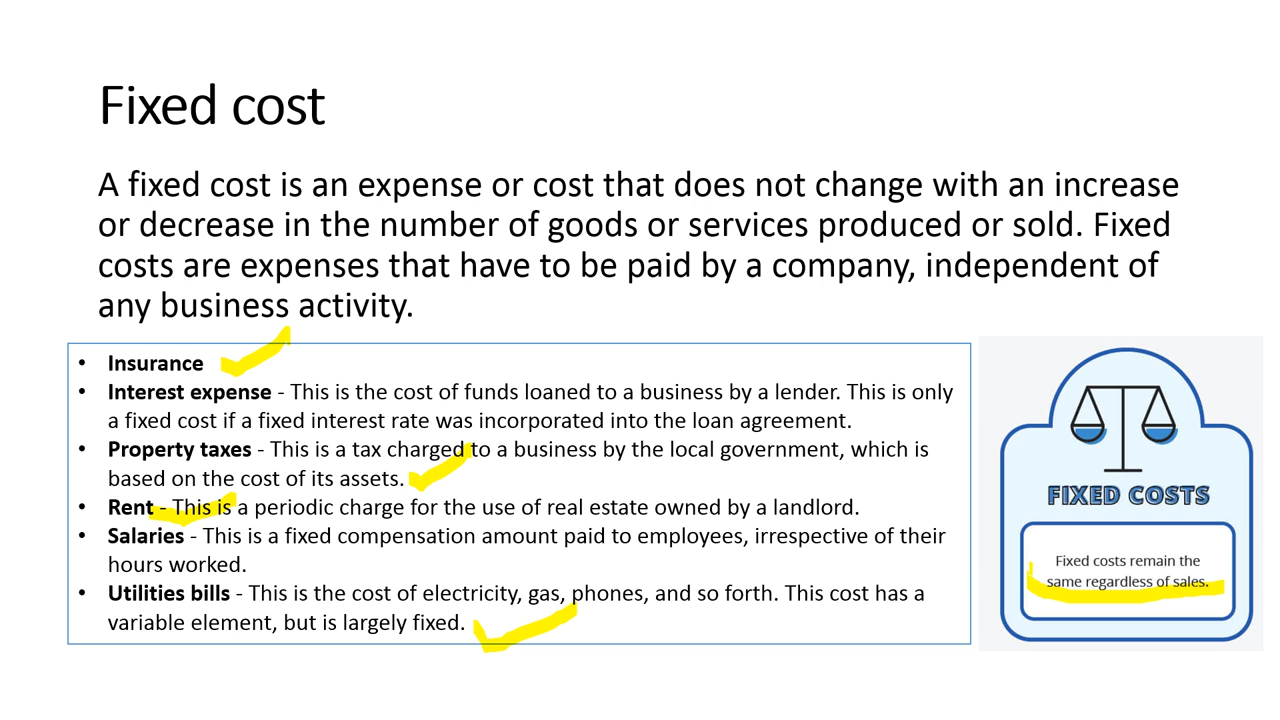 Fixed cost
A fixed cost is an expense or cost that does not change with an increase
or decrease in the number of goods or services produced or sold. Fixed
costs are expenses that have to be paid by a company, independent of
any business activity.
• Insurance
• Interest expense - This is the cost of funds loaned to a business by a lender. This is only
a fixed cost if a fixed interest rate was incorporated into the loan agreement.
• Property taxes - This is a tax charged to a business by the local government, which is
based on the cost of its assets.
• Rent - This is a periodic charge for the use of real estate owned by a landlord.
• Salaries - This is a fixed compensation amount paid to employees, irrespective of their
hours worked.
• Utilities bills - This is the cost of electricity, gas, phones, and so forth. This cost has a
variable element, but is largely fixed.
FIXED COSTS
Fixed costs remain the
same regardless of sales.